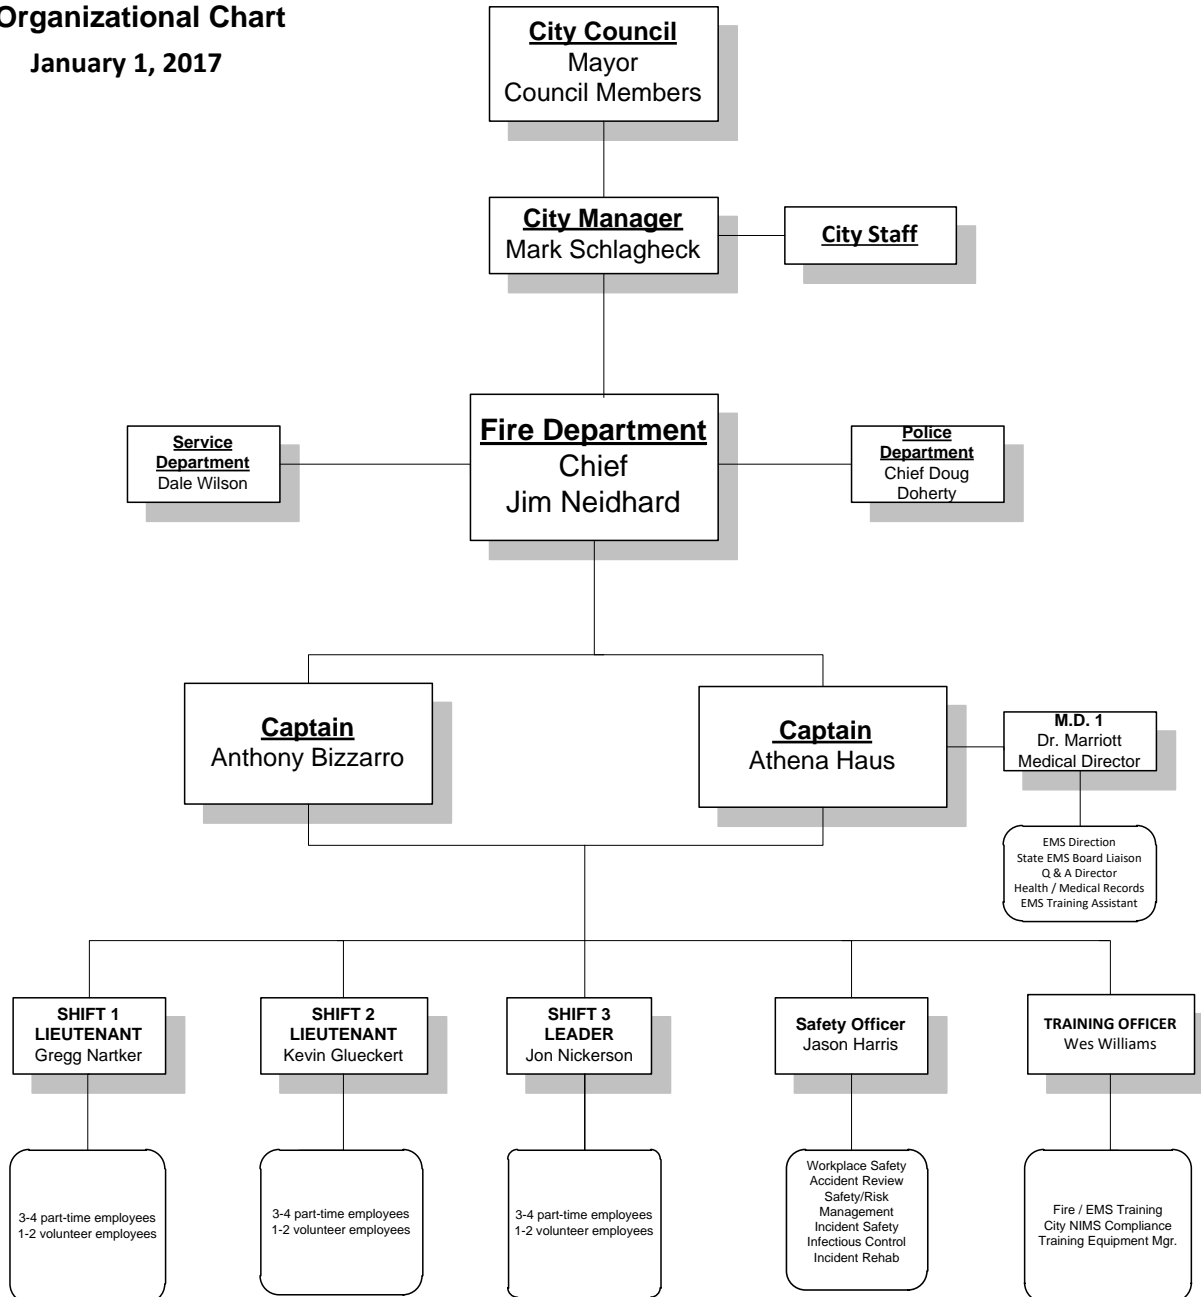 Organizational Chart
January 1, 2017
City Council
Mayor
Council Members
City Manager
Mark Schlagheck
City Staff
Service
Department
Dale Wilson
Fire Department
Chief
Jim Neidhard
Police
Department
Chief Doug
Doherty
Captain
Anthony Bizzarro
Captain
Athena Haus
M.D. 1
Dr. Marriott
Medical Director
EMS Direction
State EMS Board Liaison
Q & A Director
Health / Medical Records
EMS Training Assistant
SHIFT 1
LIEUTENANT
Gregg Nartker
SHIFT 2
LIEUTENANT
Kevin Glueckert
SHIFT 3
LEADER
Jon Nickerson
Safety Officer
Jason Harris
TRAINING OFFICER
Wes Williams
3-4 part-time employees
1-2 volunteer employees
3-4 part-time employees
1-2 volunteer employees
3-4 part-time employees
1-2 volunteer employees
Workplace Safety
Accident Review
Safety/Risk
Management
Incident Safety
Infectious Control
Incident Rehab
Fire / EMS Training
City NIMS Compliance
Training Equipment Mgr.